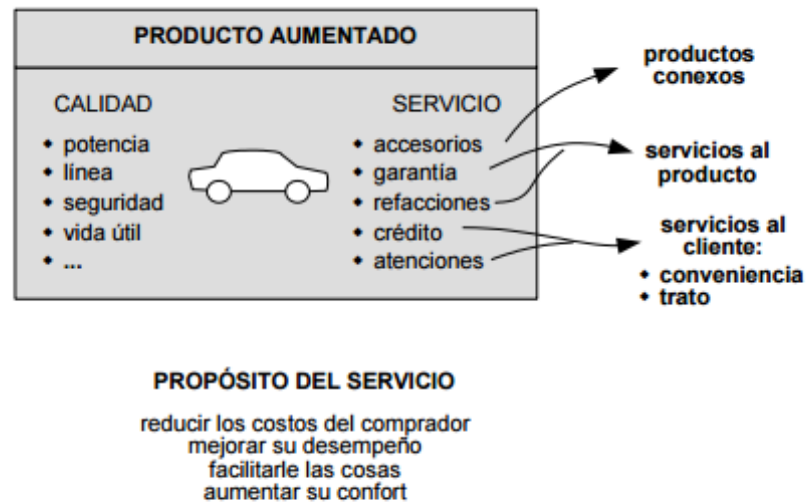 PRODUCTO AUMENTADO
CALIDAD
• potencia
• línea
• seguridad
• vida útil
• ...
SERVICIO
• accesorios
• garantía
• refacciones
• crédito
• atenciones
productos
conexos
servicios al
producto
servicios al
cliente:
• conveniencia
• trato
PROPÓSITO DEL SERVICIO
reducir los costos del comprador
mejorar su desempeño
facilitarle las cosas
aumentar su confort